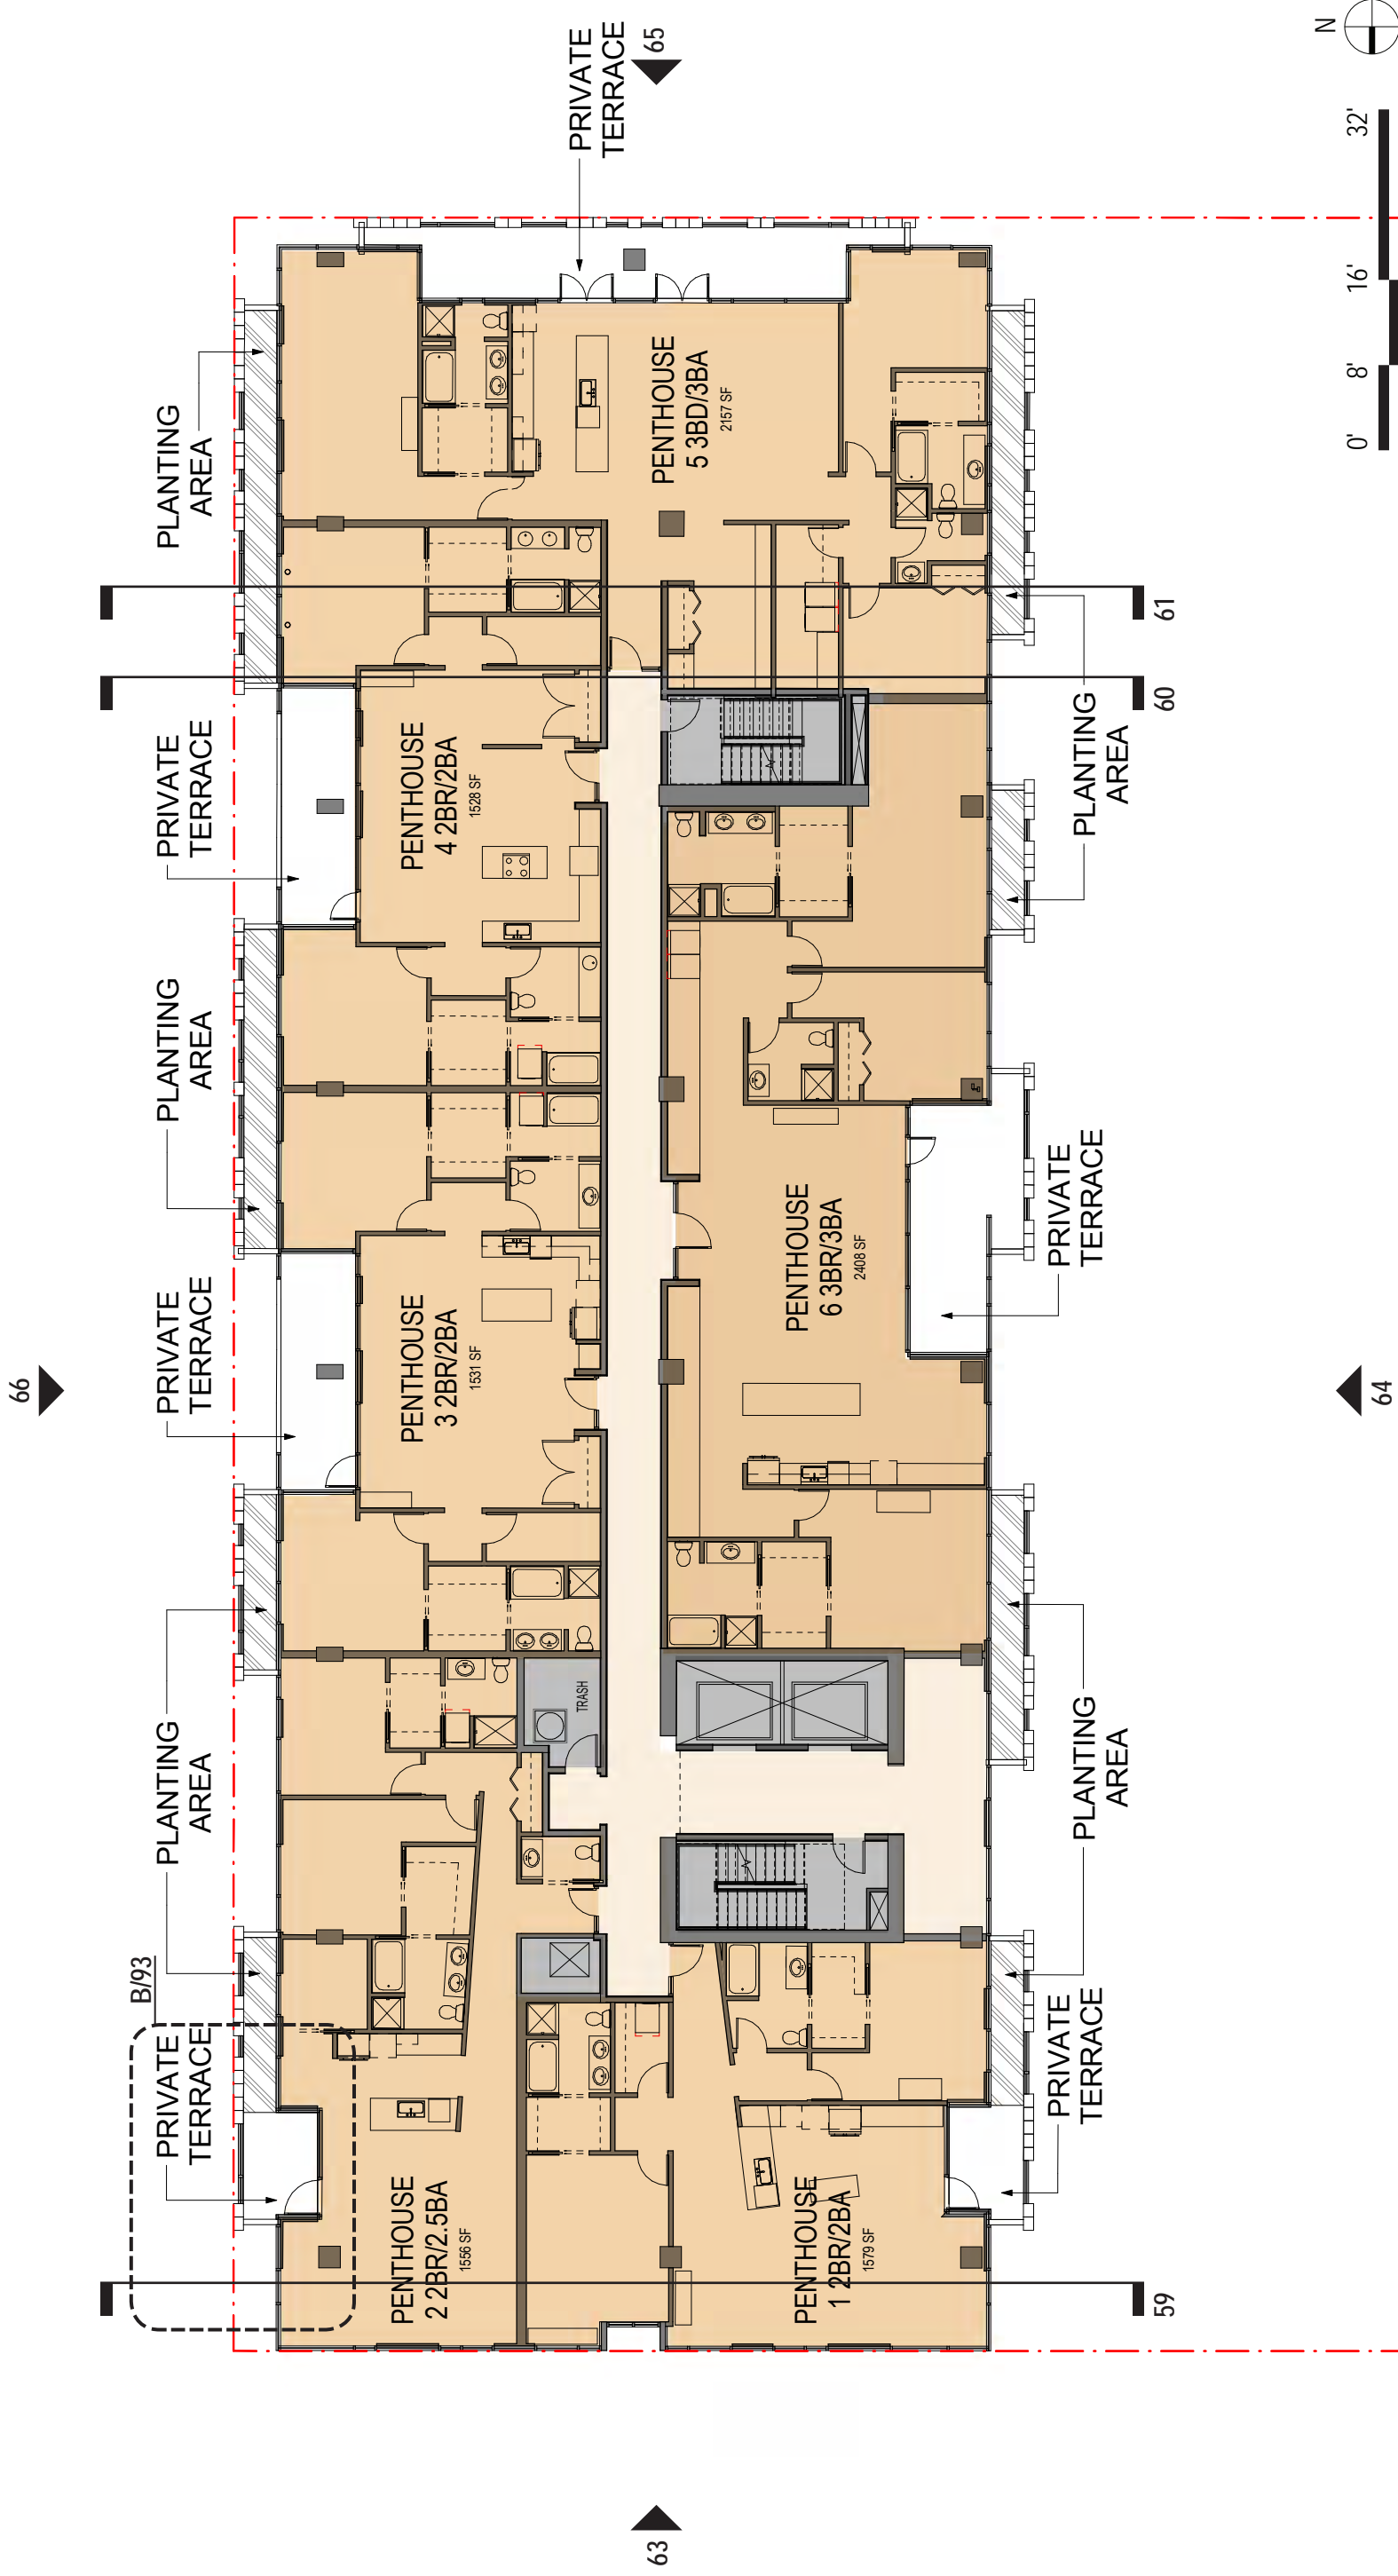 66
PLANTING
AREA
PRIVATE
TERRACE
65
PENTHOUSE
5 3BD/3BA
2157 SF
61
60
PRIVATE
TERRACE
PENTHOUSE
4 2BR/2BA
1528 SF
PLANTING
AREA
PLANTING
AREA
PRIVATE
TERRACE
PENTHOUSE
3 2BR/2BA
1531 SF
PENTHOUSE
6 3BR/3BA
2408 SF
PRIVATE
TERRACE
64
PLANTING
AREA
TRASH
PLANTING
AREA
B/93
PRIVATE
TERRACE
PENTHOUSE
2 2BR/2.5BA
1556 SF
PENTHOUSE
1 2BR/2BA
1579 SF
PRIVATE
TERRACE
59
63
N
0' 8' 16' 32'